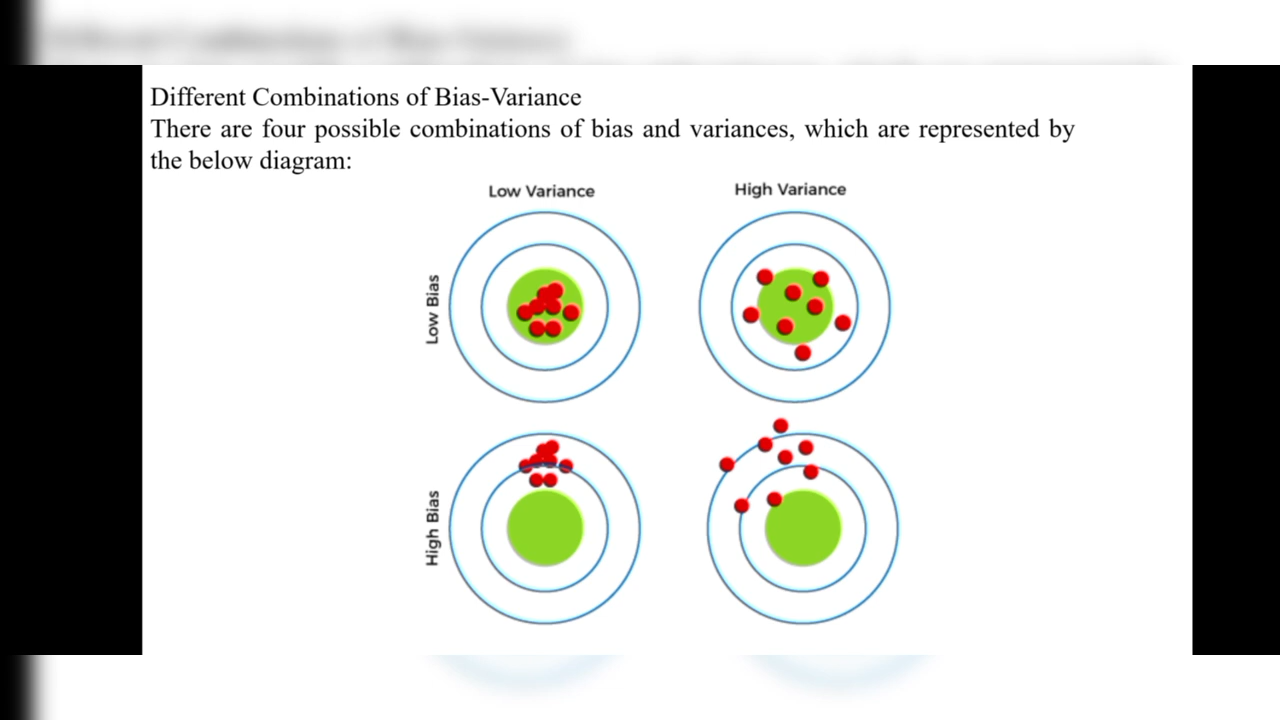 Different Combinations of Bias-Variance
There are four possible combinations of bias and variances, which are represented by
the below diagram:
Low Variance
High Variance
Low Bias
High Bias